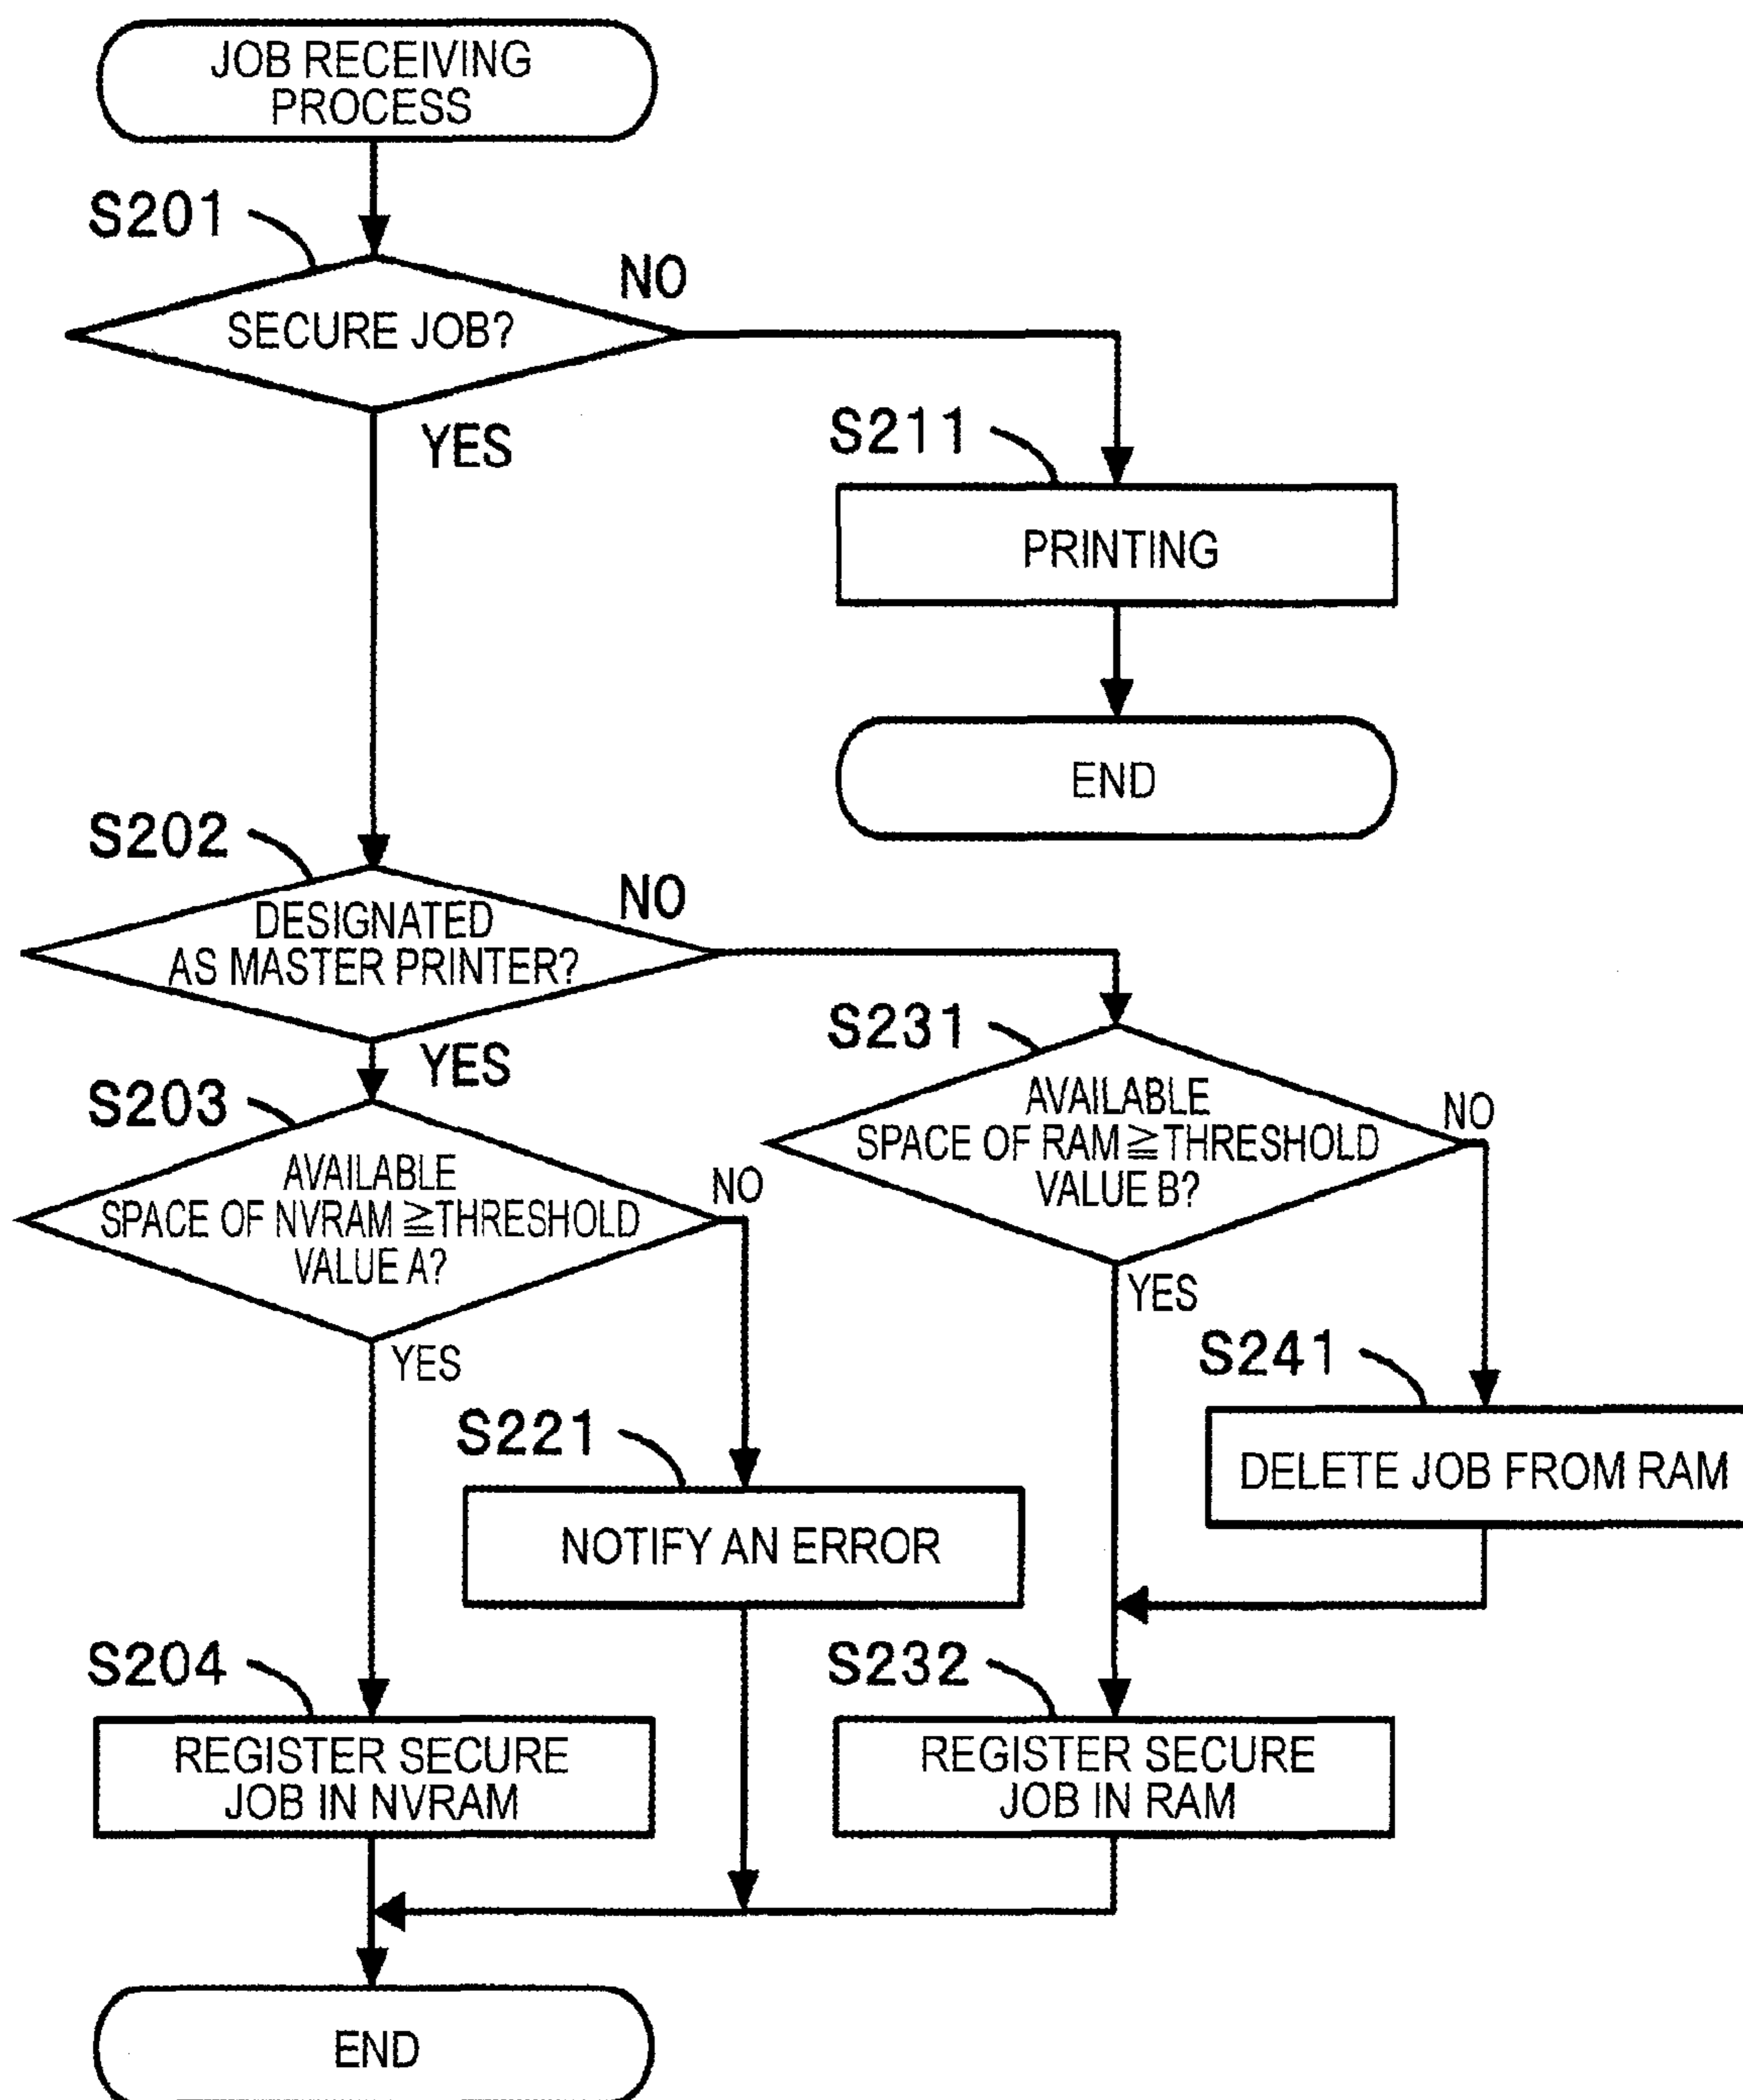 JOB RECEIVING
PROCESS
S201
SECURE JOB?
NO
YES
S211
PRINTING
END
S202
DESIGNATED
AS MASTER PRINTER?
NO
YES
S203
AVAILABLE
SPACE OF NVRAM ≧THRESHOLD
VALUE A?
NO
YES
S231
AVAILABLE
SPACE OF RAM ≧THRESHOLD
VALUE B?
NO
YES
S241
DELETE JOB FROM RAM
S221
NOTIFY AN ERROR
S204
REGISTER SECURE
JOB IN NVRAM
S232
REGISTER SECURE
JOB IN RAM
END